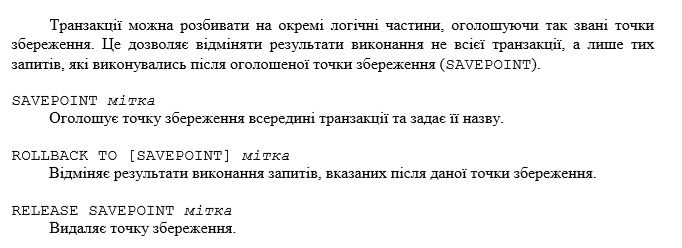 Транзакції можна розбивати на окремі логічні частини, оголошуючи так звані точки
збереження. Це дозволяє відміняти результати виконання не всієї транзакції, а лише тих
запитів, які виконувались після оголошеної точки збереження (SAVEPOINT).
SAVEPOINT мітка
Оголошує точку збереження всередині транзакції та задає її назву.
ROLLBACK TO [SAVEPOINT] мітка
Відміняє результати виконання запитів, вказаних після даної точки збереження.
RELEASE SAVEPOINT мітка
Видаляє точку збереження.